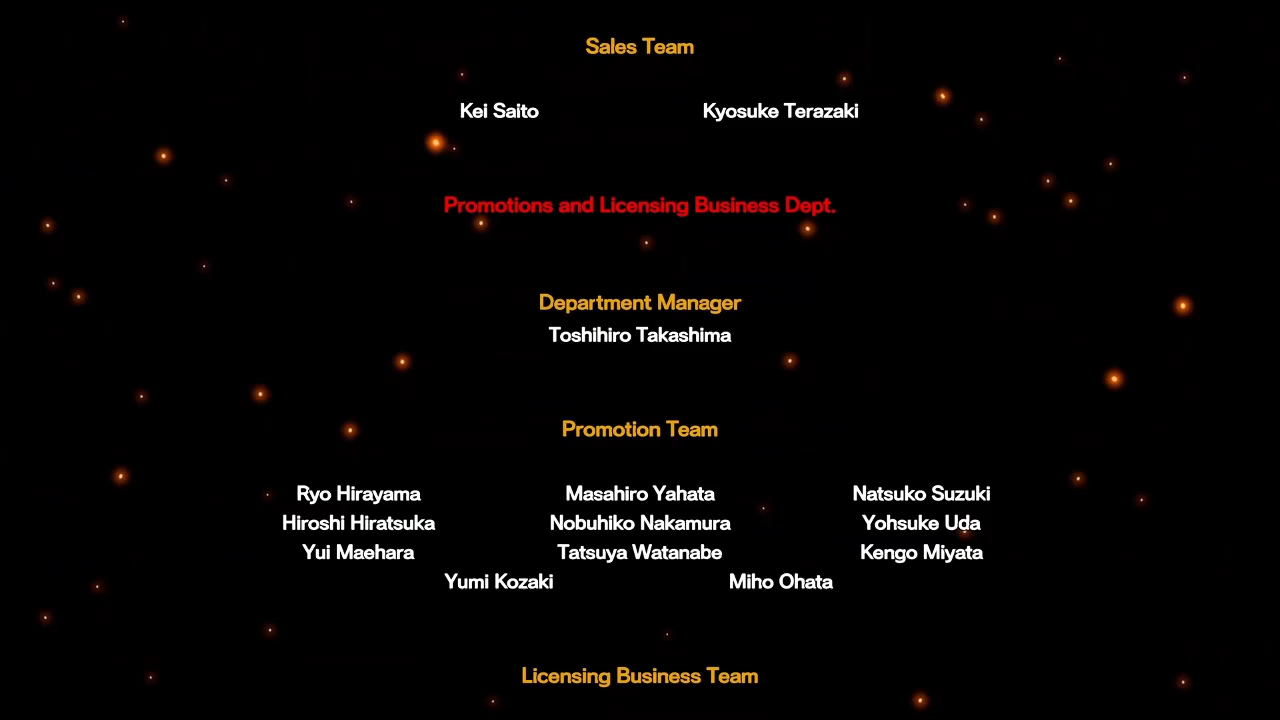 Sales Team
Kei Saito Kyosuke Terazaki
Promotions and Licensing Business Dept.
Department Manager
Toshihiro Takashima
Promotion Team
Ryo Hirayama Masahiro Yahata Natsuko Suzuki
Hiroshi Hiratsuka Nobuhiko Nakamura Yohsuke Uda
Yui Maehara Tatsuya Watanabe Kengo Miyata
Yumi Kozaki Miho Ohata
Licensing Business Team